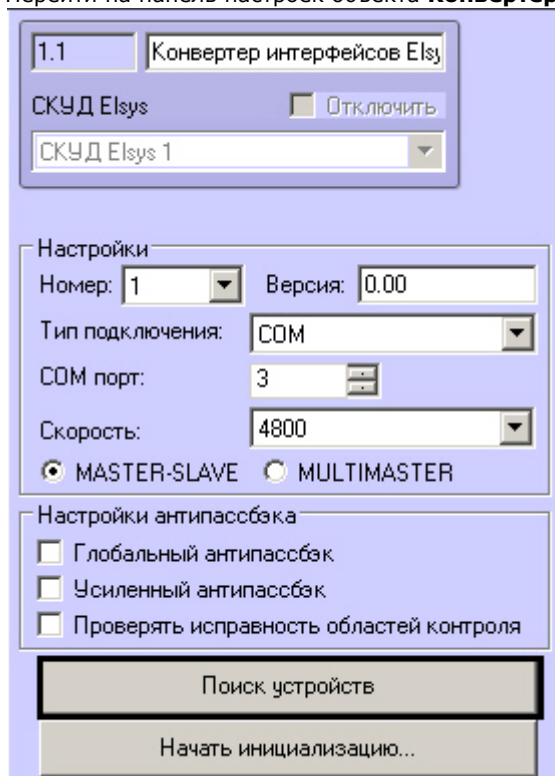 Перейти на панель настроек объекта Конвертер
1.1 Конвертер интерфейсов Elsy
СКУД Elsys Отключить
СКУД Elsys 1
Настройки
Номер: 1 Версия: 0.00
Тип подключения: COM
COM порт: 3
Скорость: 4800
MASTER-SLAVE MULTIMASTER
Настройки антипассбэка
Глобальный антипассбэк
Усиленный антипассбэк
Проверять исправность областей контроля
Поиск устройств
Начать инициализацию...